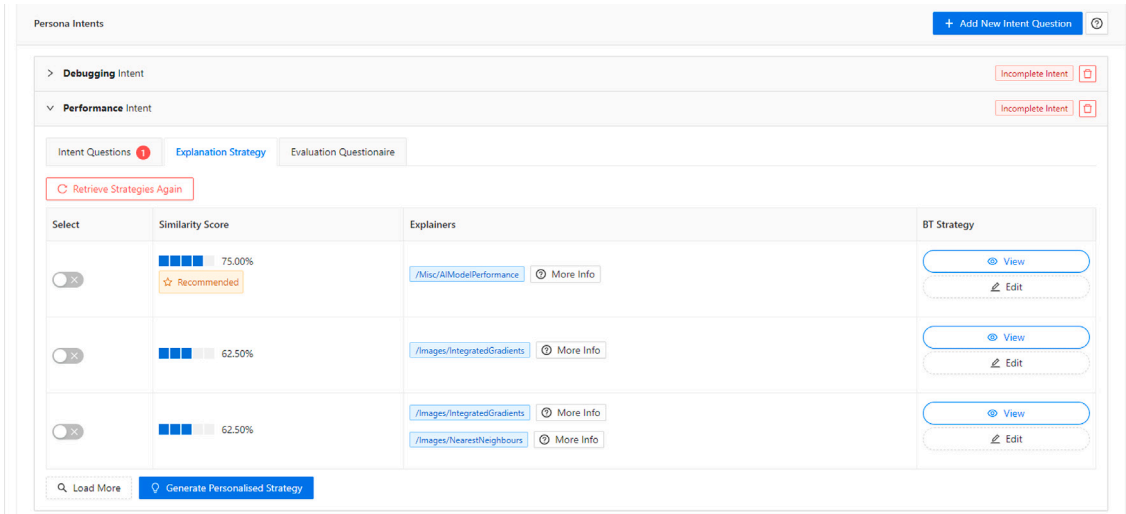 Persona Intents
+ Add New Intent Question
Debugging Intent
Incomplete Intent
Performance Intent
Incomplete Intent
Intent Questions 1
Explanation Strategy
Evaluation Questionaire
Retrieve Strategies Again
Select
Similarity Score
Explainers
BT Strategy
75.00%
Recommended
/Misc/AIModelPerformance
More Info
View
Edit
62.50%
/Images/IntegratedGradients
More Info
View
Edit
62.50%
/Images/IntegratedGradients
More Info
/Images/NearestNeighbours
More Info
View
Edit
Load More
Generate Personalised Strategy